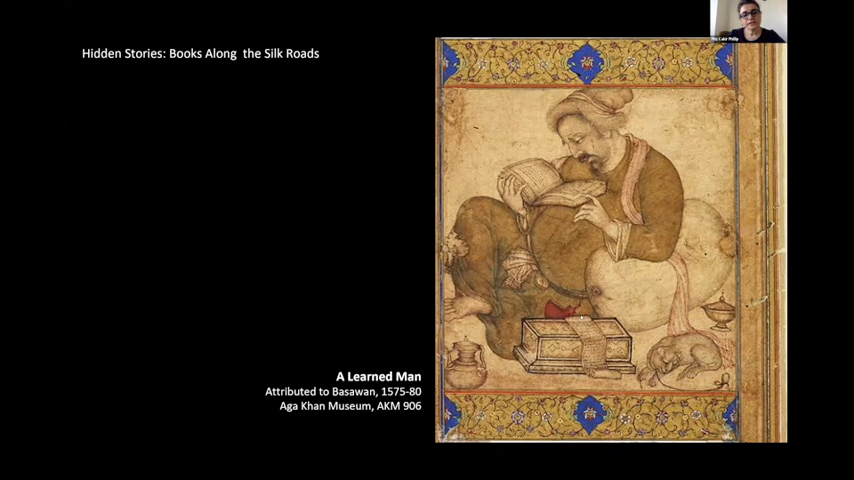 Hidden Stories: Books Along the Silk Roads
A Learned Man
Attributed to Basawan, 1575-80
Aga Khan Museum, AKM 906